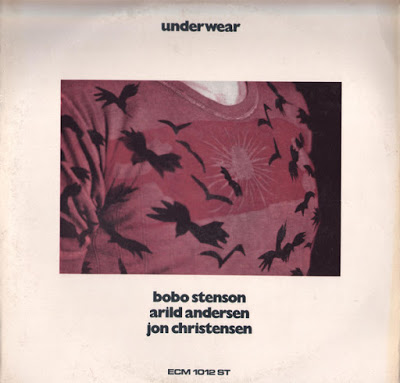 underwear
bobo stenson
arild andersen
jon christensen
ECM 1012 ST